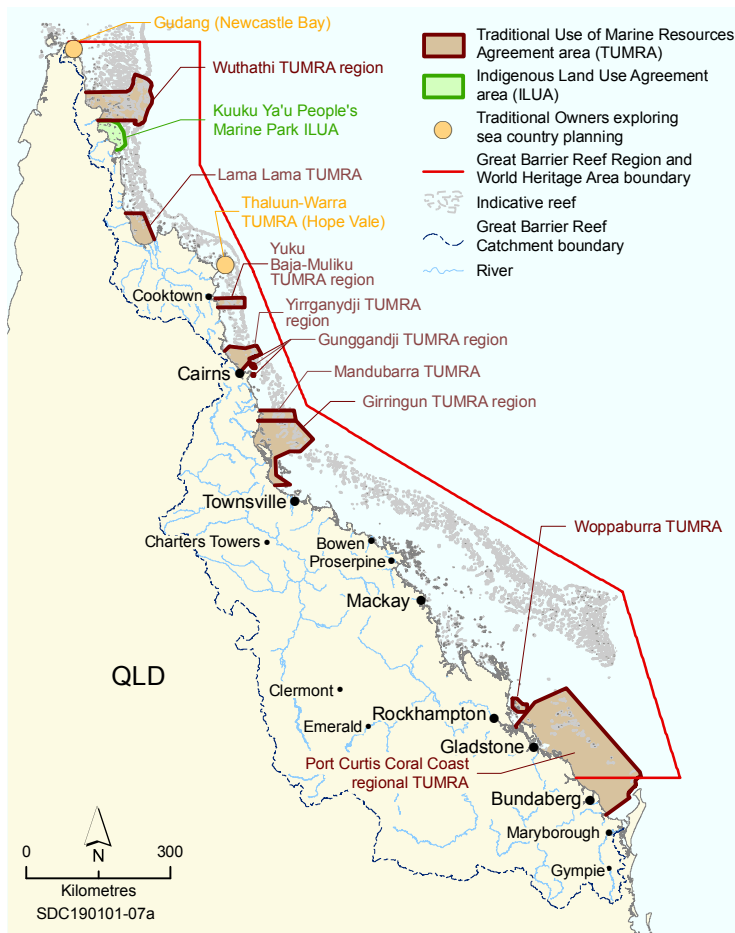 Gudang (Newcastle Bay)
Wuthathi TUMRA region
Kuuku Ya'u People's
Marine Park ILUA
Lama Lama TUMRA
Thaluun-Warra
TUMRA (Hope Vale)
Yuku
Baja-Muliku
TUMRA region
Cooktown
Yirrganydji TUMRA
region
Gunggandji TUMRA region
Cairns
Mandubarra TUMRA
Girringun TUMRA region
Townsville
Charters Towers
Bowen
Proserpine
Mackay
Woppaburra TUMRA
QLD
Clermont
Emerald
Rockhampton
Gladstone
Port Curtis Coral Coast
regional TUMRA
Bundaberg
Maryborough
Gympie
Traditional Use of Marine Resources
Agreement area (TUMRA)
Indigenous Land Use Agreement
area (ILUA)
Traditional Owners exploring
sea country planning
Great Barrier Reef Region and
World Heritage Area boundary
Indicative reef
Great Barrier Reef
Catchment boundary
River
N
0 300
Kilometres
SDC190101-07a